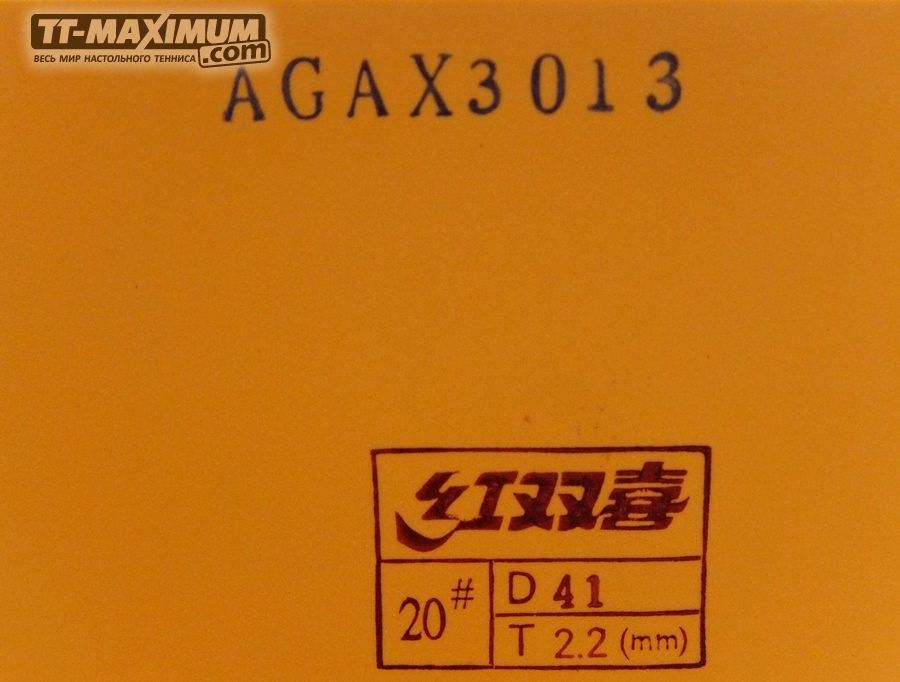 TT-MAXIMUM
.com
ВЕСЬ МИР НАСТОЛЬНОГО ТЕННИСА
AGAX3013
红双喜
20#
D 41
T 2.2 (mm)